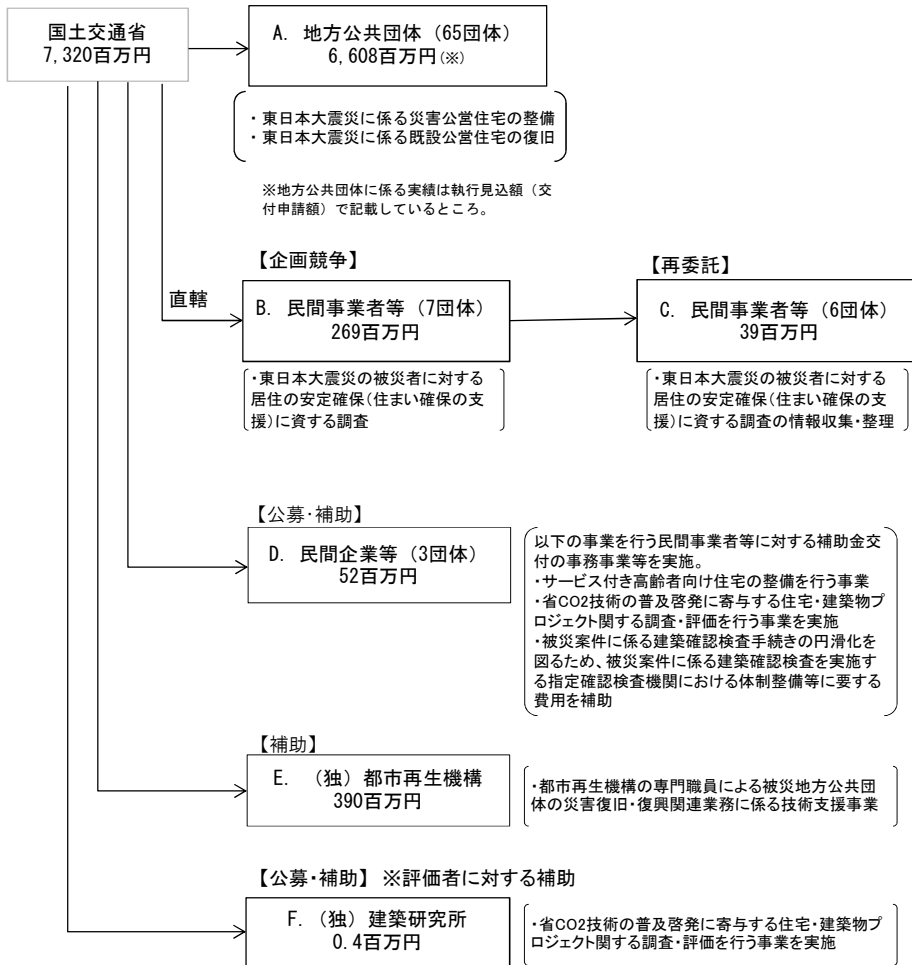 国土交通省
7,320百万円
A. 地方公共団体（65団体）
6,608百万円(※)
・東日本大震災に係る災害公営住宅の整備
・東日本大震災に係る既設公営住宅の復旧
※地方公共団体に係る実績は執行見込額（交
付申請額）で記載しているところ。
【企画競争】
【再委託】
直轄
B. 民間事業者等（7団体）
269百万円
C. 民間事業者等（6団体）
39百万円
・東日本大震災の被災者に対する
居住の安定確保(住まい確保の支
援)に資する調査
・東日本大震災の被災者に対する
居住の安定確保(住まい確保の支
援)に資する調査の情報収集・整理
【公募・補助】
D. 民間企業等（3団体）
52百万円
以下の事業を行う民間事業者等に対する補助金交
付の事務事業等を実施。
・サービス付き高齢者向け住宅の整備を行う事業
・省CO2技術の普及啓発に寄与する住宅・建築物プ
ロジェクト関する調査・評価を行う事業を実施
・被災案件に係る建築確認検査手続きの円滑化を
図るため、被災案件に係る建築確認検査を実施す
る指定確認検査機関における体制整備等に要する
費用を補助
【補助】
E. （独）都市再生機構
390百万円
・都市再生機構の専門職員による被災地方公共団
体の災害復旧・復興関連業務に係る技術支援事業
【公募・補助】 ※評価者に対する補助
F. （独）建築研究所
0.4百万円
・省CO2技術の普及啓発に寄与する住宅・建築物プ
ロジェクト関する調査・評価を行う事業を実施